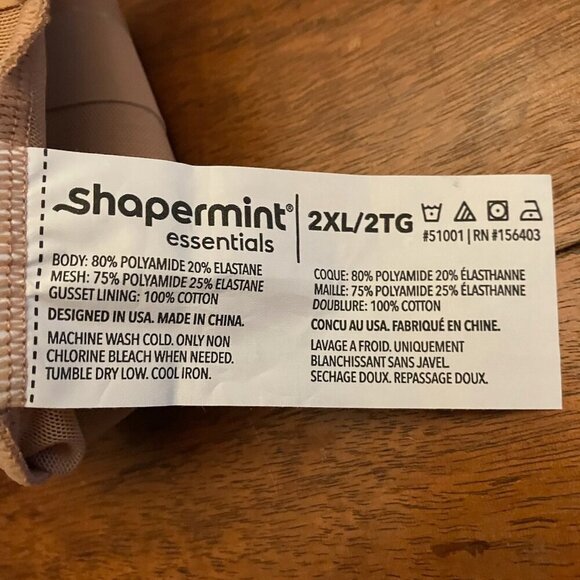 shapermint®
essentials
2XL/2TG
#51001 | RN #156403
BODY: 80% POLYAMIDE 20% ELASTANE
MESH: 75% POLYAMIDE 25% ELASTANE
GUSSET LINING: 100% COTTON
DESIGNED IN USA. MADE IN CHINA.
MACHINE WASH COLD. ONLY NON
CHLORINE BLEACH WHEN NEEDED.
TUMBLE DRY LOW. COOL IRON.
COQUE: 80% POLYAMIDE 20% ÉLASTHANNE
MAILLE: 75% POLYAMIDE 25% ÉLASTHANNE
DOUBLURE: 100% COTTON
CONCU AU USA. FABRIQUÉ EN CHINE.
LAVAGE A FROID. UNIQUEMENT
BLANCHISSANT SANS JAVEL.
SECHAGE DOUX. REPASSAGE DOUX.